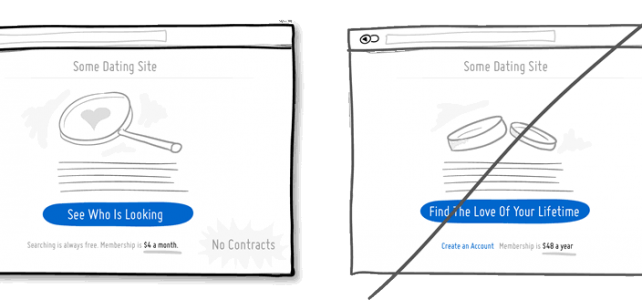 Some Dating Site
See Who Is Looking
Searching is always free. Membership is $4 a month.
No Contracts
Some Dating Site
Find The Love Of Your Lifetime
Create an Account Membership is $48 a year